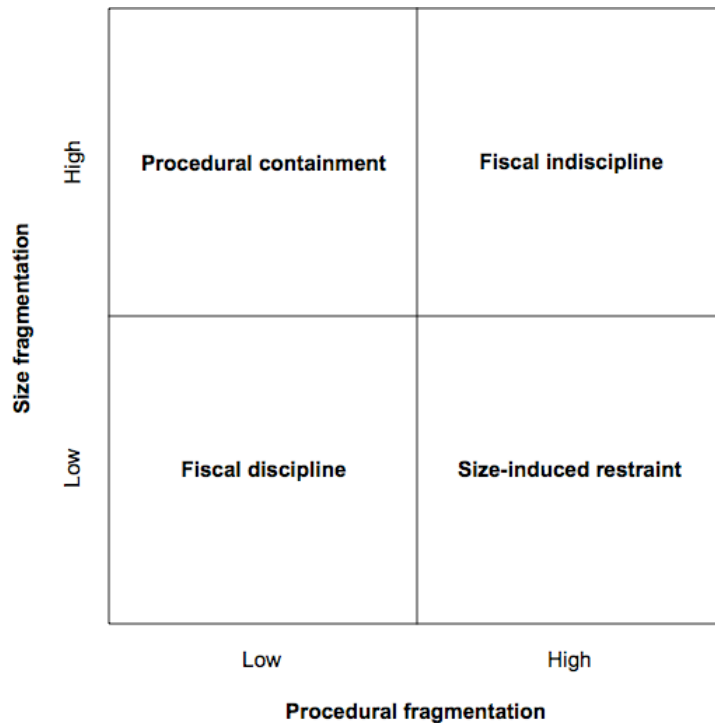 Size fragmentation
High
Procedural containment
Fiscal indiscipline
Low
Fiscal discipline
Size-induced restraint
Low
High
Procedural fragmentation